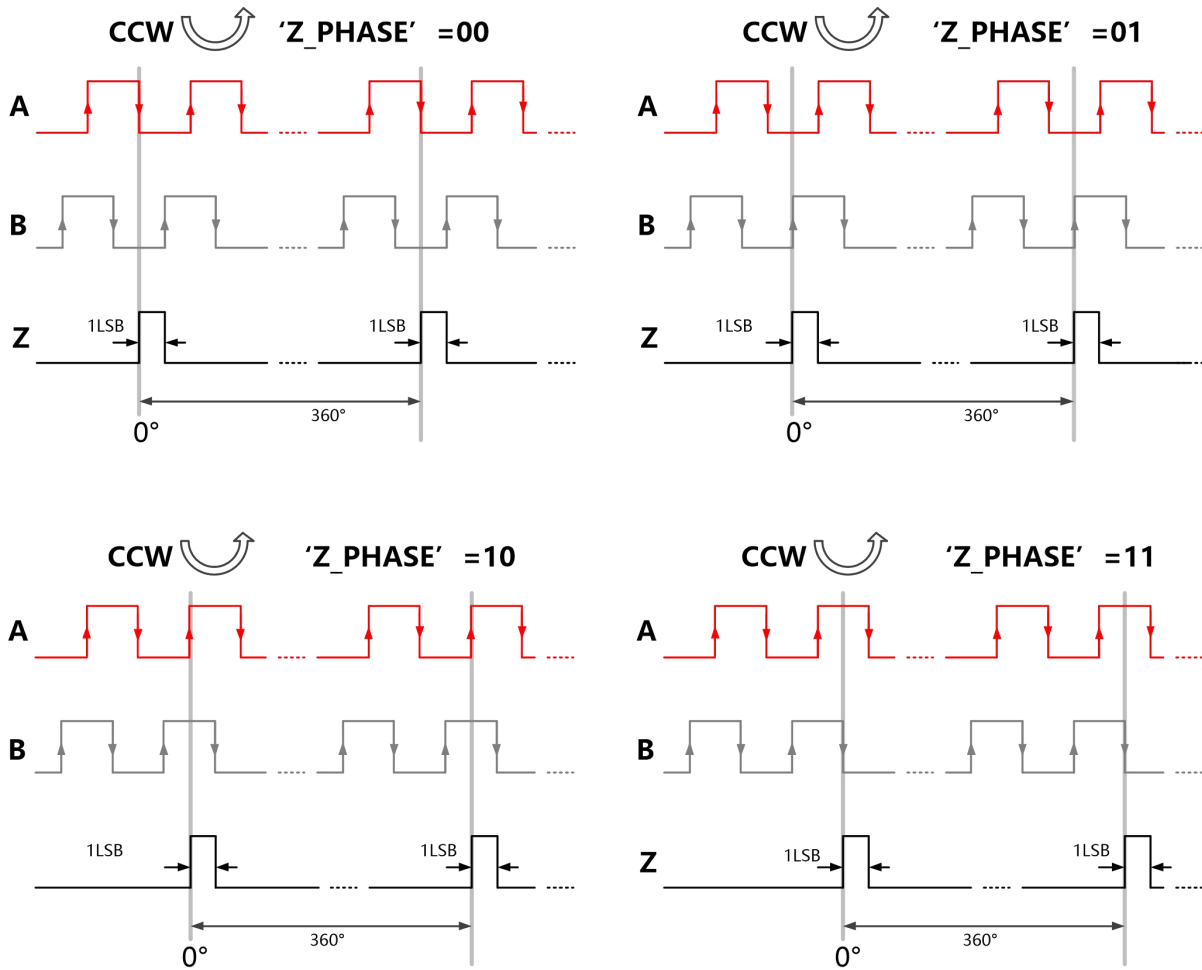 CCW 'Z_PHASE' =00
A
B
Z
1LSB 1LSB
360°
0°
CCW 'Z_PHASE' =01
A
B
Z
1LSB 1LSB
360°
0°
CCW 'Z_PHASE' =10
A
B
1LSB 1LSB
360°
0°
CCW 'Z_PHASE' =11
A
B
Z
1LSB 1LSB
360°
0°